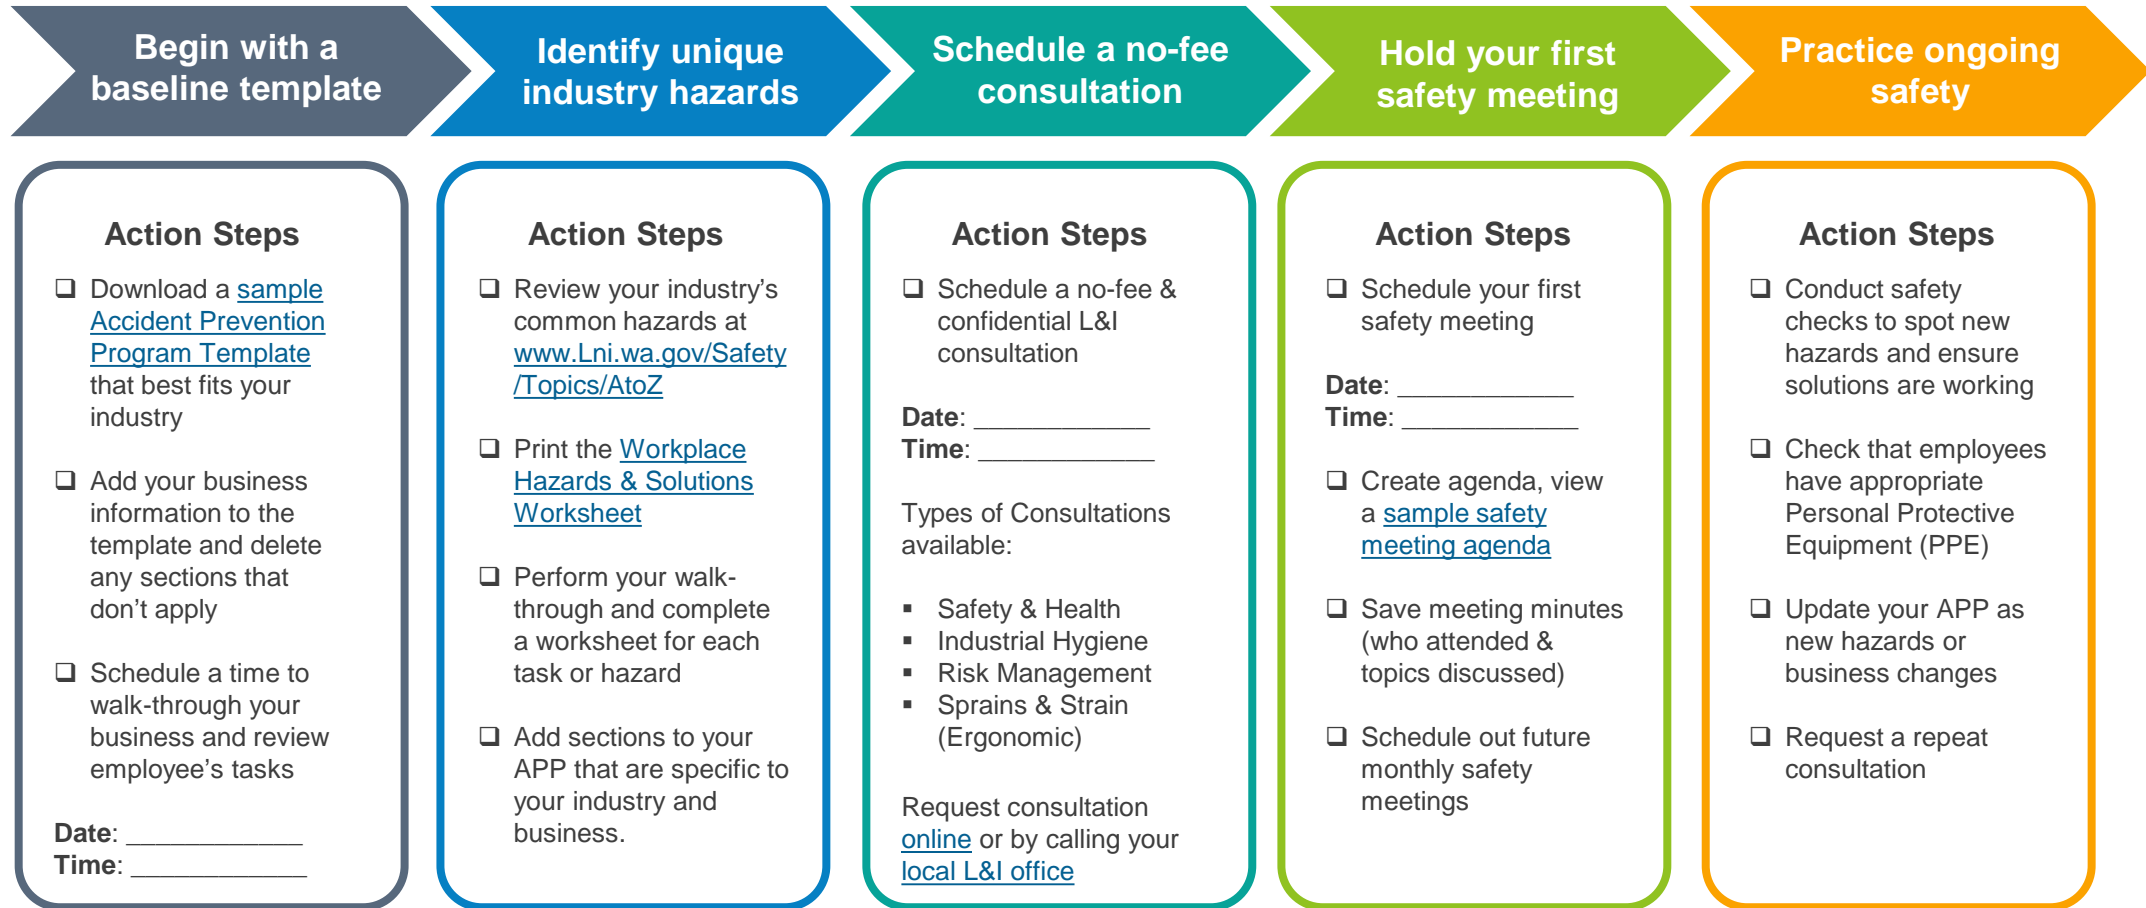 Begin with a
baseline template
Identify unique
industry hazards
Schedule a no-fee
consultation
Hold your first
safety meeting
Practice ongoing
safety
Action Steps
❑ Download a sample
Accident Prevention
Program Template
that best fits your
industry
❑ Add your business
information to the
template and delete
any sections that
don't apply
❑ Schedule a time to
walk-through your
business and review
employee's tasks
Date: ____________
Time: ____________
Action Steps
❑ Review your industry's
common hazards at
www.Lni.wa.gov/Safety
/Topics/AtoZ
❑ Print the Workplace
Hazards & Solutions
Worksheet
❑ Perform your walk-
through and complete
a worksheet for each
task or hazard
❑ Add sections to your
APP that are specific to
your industry and
business.
Action Steps
❑ Schedule a no-fee &
confidential L&I
consultation
Date: ____________
Time: ____________
Types of Consultations
available:
▪ Safety & Health
▪ Industrial Hygiene
▪ Risk Management
▪ Sprains & Strain
(Ergonomic)
Request consultation
online or by calling your
local L&I office
Action Steps
❑ Schedule your first
safety meeting
Date: ____________
Time: ____________
❑ Create agenda, view
a sample safety
meeting agenda
❑ Save meeting minutes
(who attended &
topics discussed)
❑ Schedule out future
monthly safety
meetings
Action Steps
❑ Conduct safety
checks to spot new
hazards and ensure
solutions are working
❑ Check that employees
have appropriate
Personal Protective
Equipment (PPE)
❑ Update your APP as
new hazards or
business changes
❑ Request a repeat
consultation